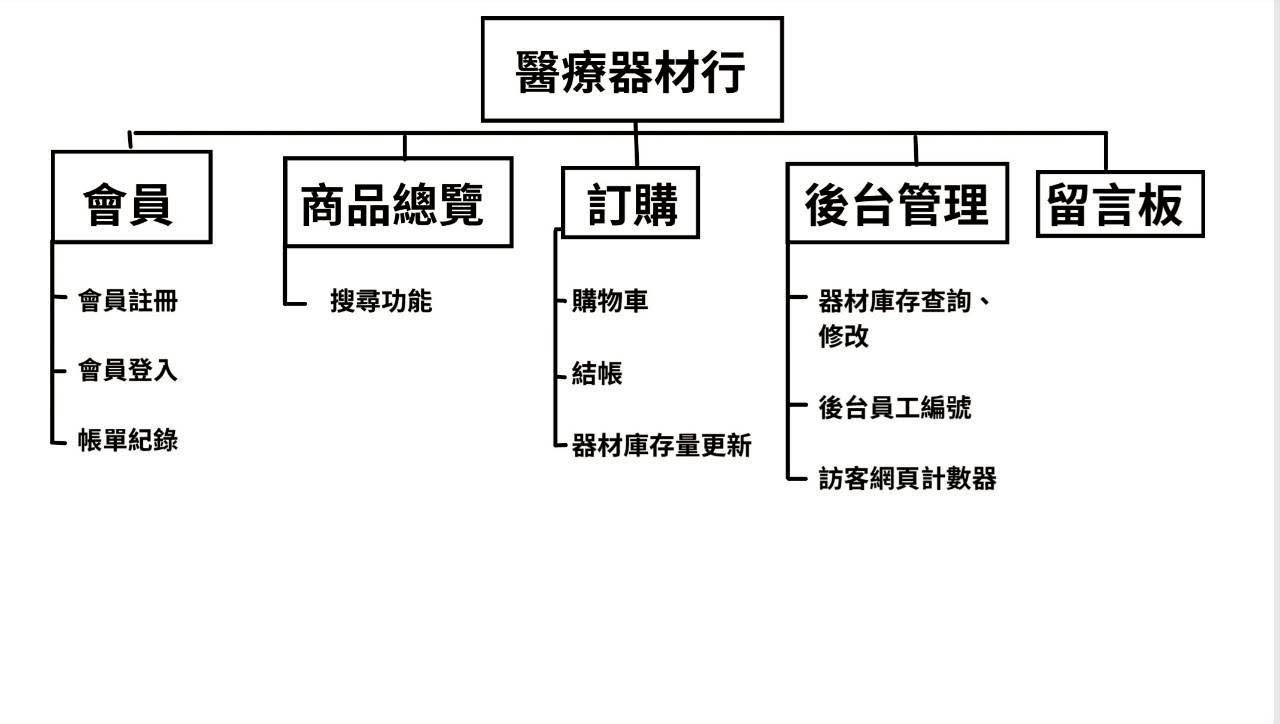 醫療器材行
會員
商品總覽
訂購
後台管理
留言板
會員註冊
會員登入
帳單紀錄
搜尋功能
購物車
結帳
器材庫存量更新
器材庫存查詢、
修改
後台員工編號
訪客網頁計數器